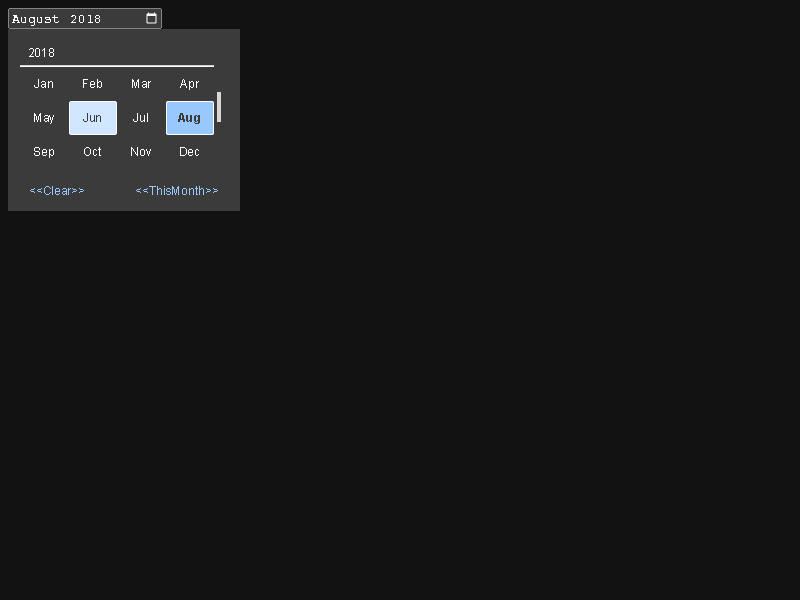 August 2018
2018
Jan Feb Mar Apr
May Jun Jul Aug
Sep Oct Nov Dec
<<Clear>> <<ThisMonth>>